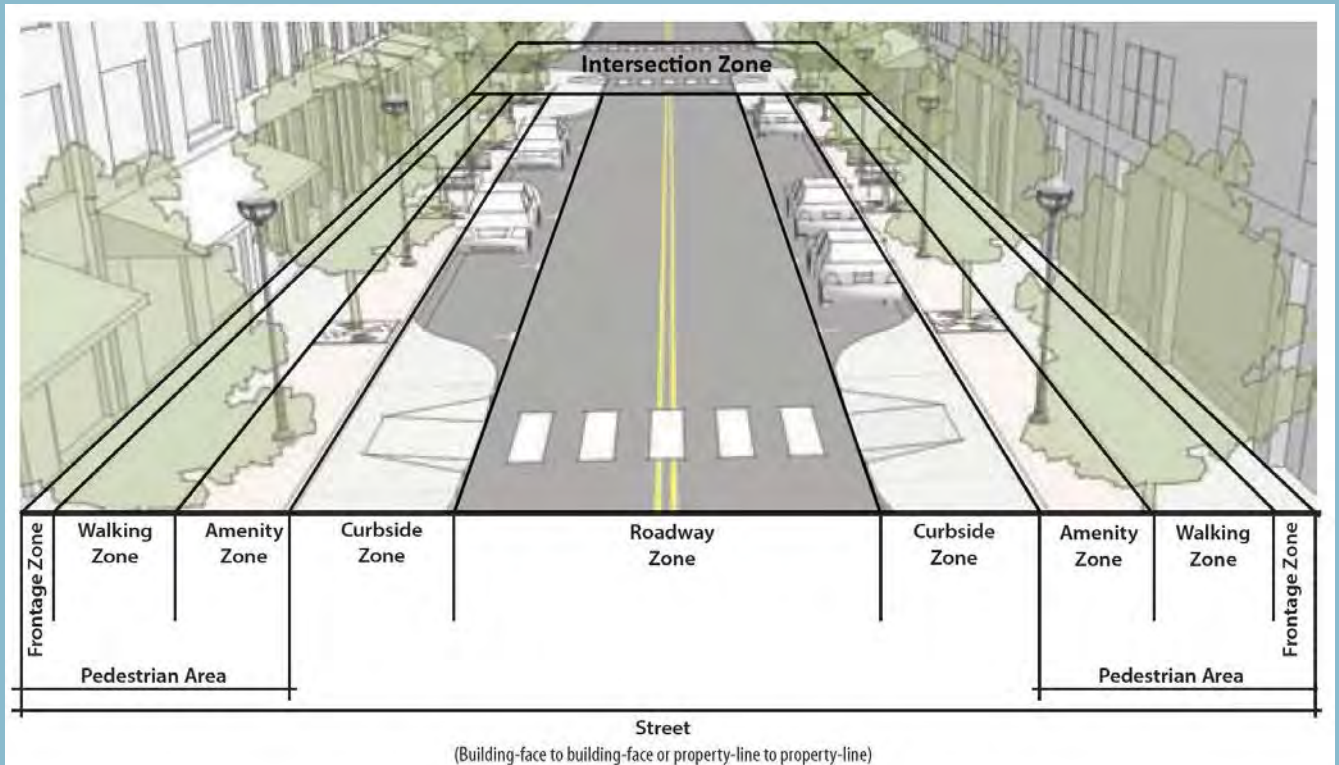 Intersection Zone
Frontage Zone
Walking
Zone
Amenity
Zone
Curbside
Zone
Roadway
Zone
Curbside
Zone
Amenity
Zone
Walking
Zone
Frontage Zone
Pedestrian Area
Pedestrian Area
Street
(Building-face to building-face or property-line to property-line)